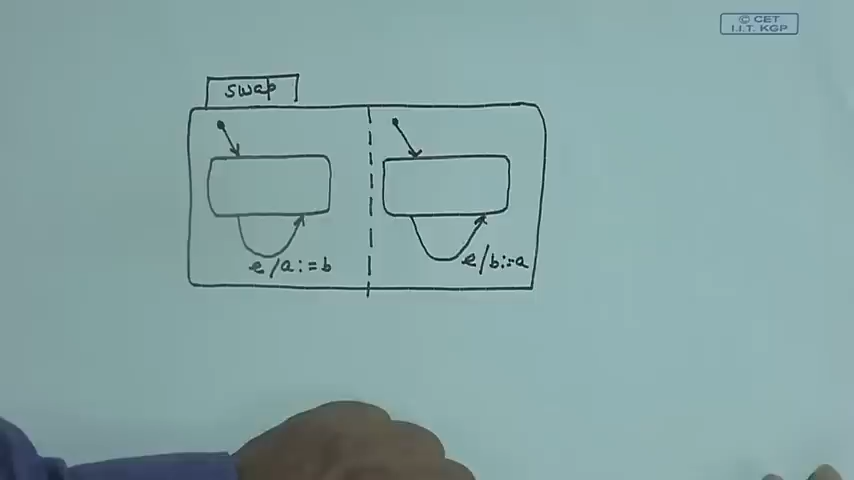 © CET
I.I.T. KGP
swap
e/a:=b
e/b:=a